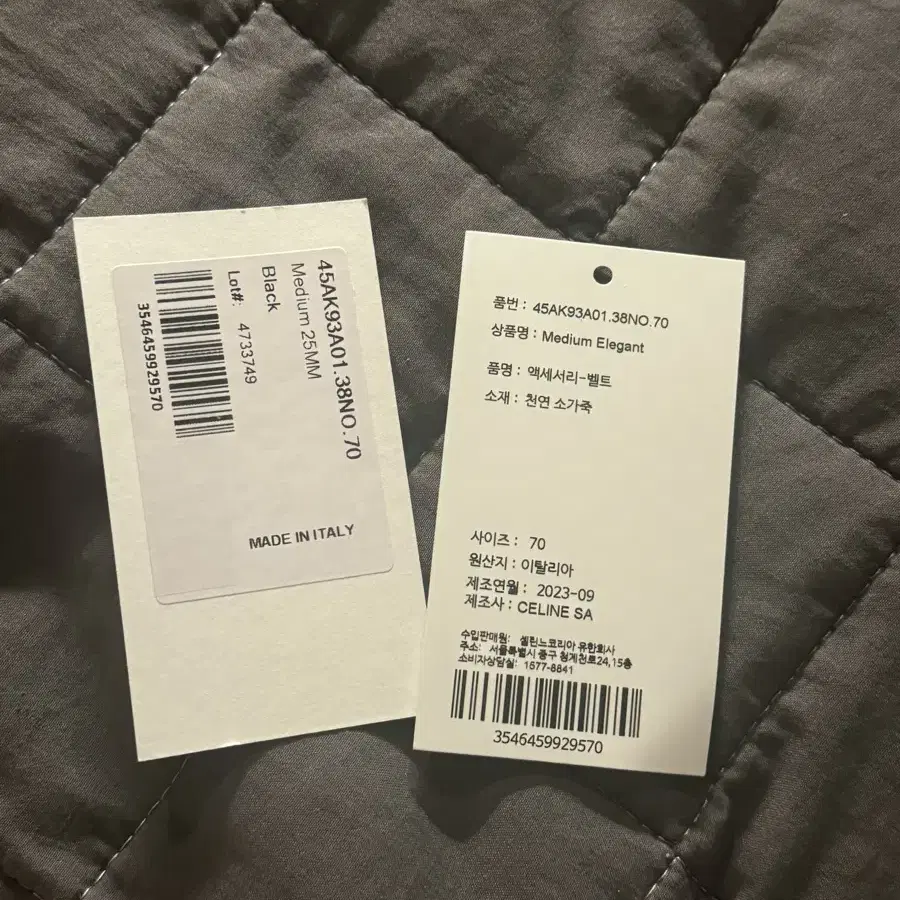 45AK93A01.38NO.70
Medium 25MM
Black
Lot#: 4733749
3546459929570
MADE IN ITALY
품번 : 45AK93A01.38NO.70
상품명 : Medium Elegant
품명 : 액세서리-벨트
소재 : 천연 소가죽
사이즈 : 70
원산지 : 이탈리아
제조연월 : 2023-09
제조사 : CELINE SA
수입판매원: 셀린느코리아 유한회사
주소: 서울특별시 중구 청계천로24,15층
소비자상담실: 1577-8841
3546459929570